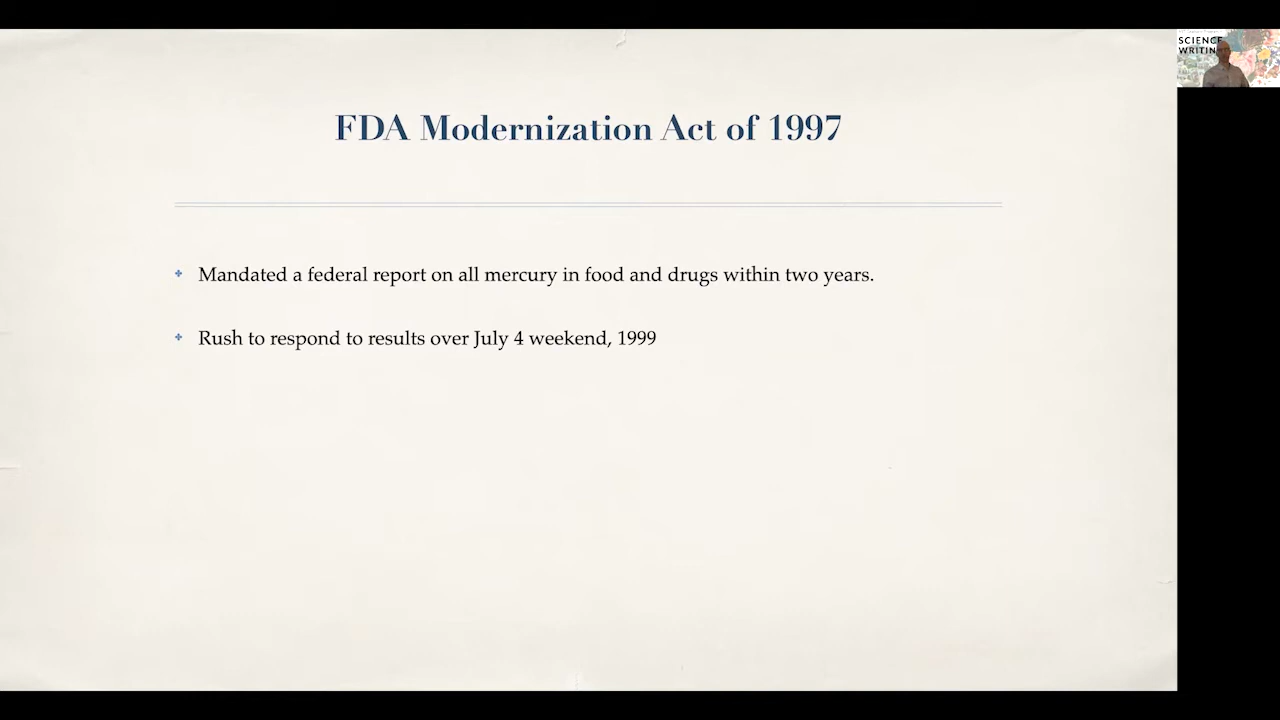 FDA Modernization Act of 1997
Mandated a federal report on all mercury in food and drugs within two years.
Rush to respond to results over July 4 weekend, 1999
SCIENCE
WRITIN